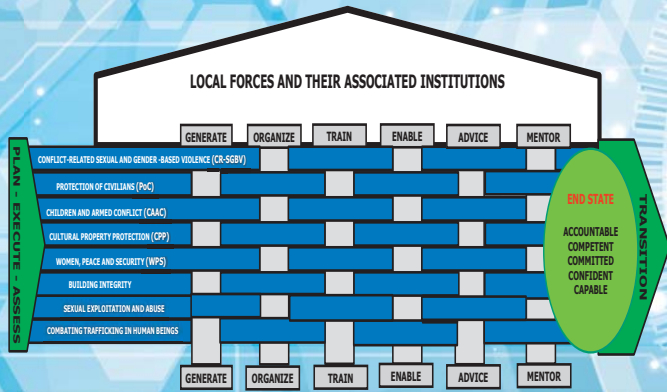 LOCAL FORCES AND THEIR ASSOCIATED INSTITUTIONS
GENERATE ORGANIZE TRAIN ENABLE ADVICE MENTOR
PLAN - EXECUTE - ASSESS
CONFLICT-RELATED SEXUAL AND GENDER -BASED VIOLENCE (CR-SGBV)
PROTECTION OF CIVILIANS (PoC)
CHILDREN AND ARMED CONFLICT (CAAC)
CULTURAL PROPERTY PROTECTION (CPP)
WOMEN, PEACE AND SECURITY (WPS)
BUILDING INTEGRITY
SEXUAL EXPLOITATION AND ABUSE
COMBATING TRAFFICKING IN HUMAN BEINGS
END STATE
ACCOUNTABLE
COMPETENT
COMMITTED
CONFIDENT
CAPABLE
TRANSITION
GENERATE ORGANIZE TRAIN ENABLE ADVICE MENTOR